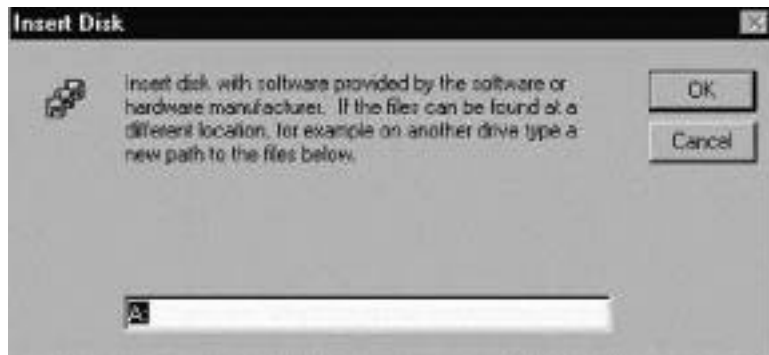 Insert Disk
Insert disk with software provided by the software or
hardware manufacturer. If the files can be found at a
different location, for example on another drive type a
new path to the files below.
OK
Cancel
A: